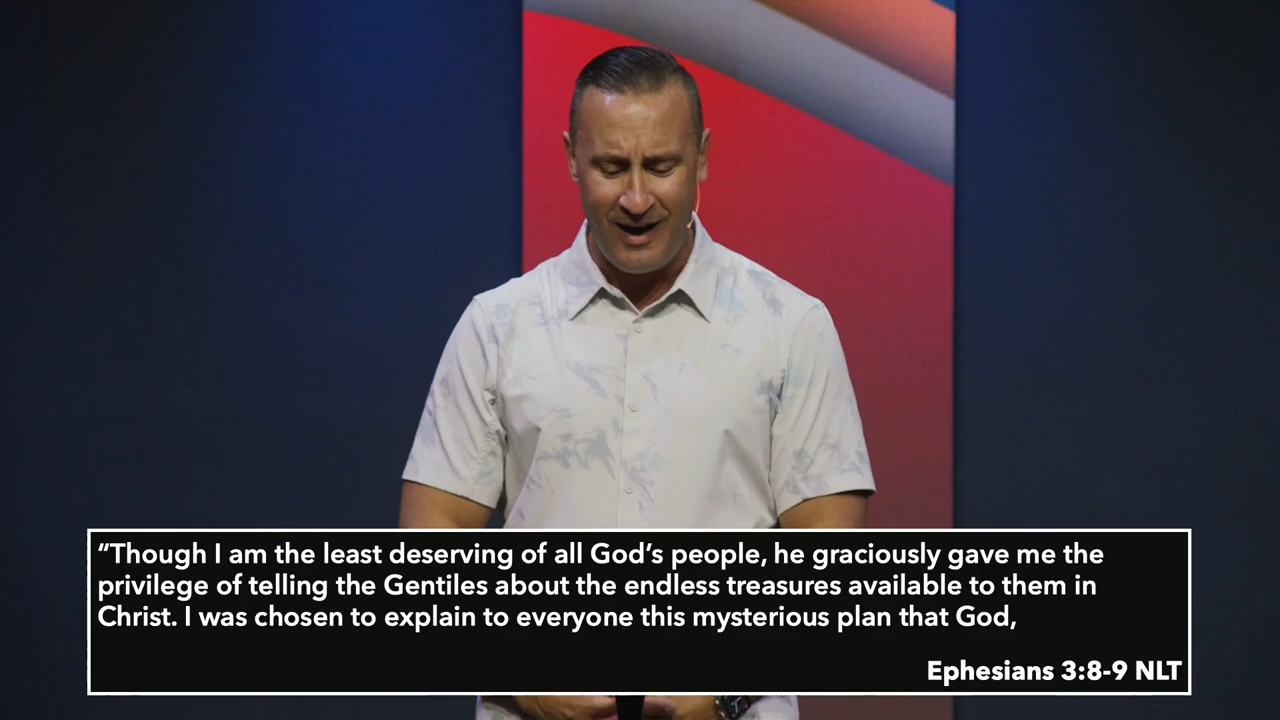 “Though I am the least deserving of all God’s people, he graciously gave me the
privilege of telling the Gentiles about the endless treasures available to them in
Christ. I was chosen to explain to everyone this mysterious plan that God,
Ephesians 3:8-9 NLT